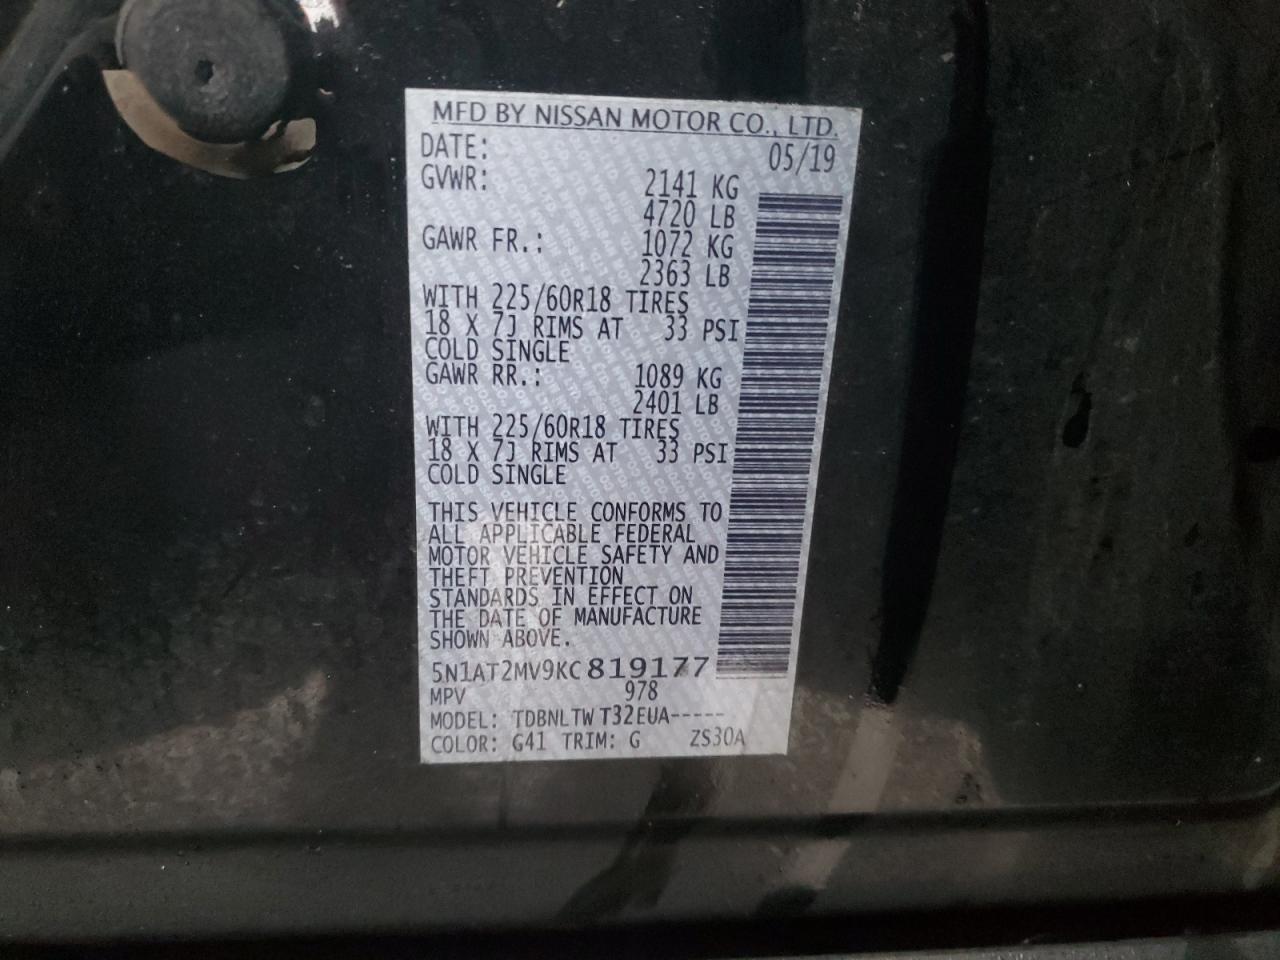 MFD BY NISSAN MOTOR CO., LTD.
DATE: 05/19
GVWR: 2141 KG
4720 LB
GAWR FR.: 1072 KG
2363 LB
WITH 225/60R18 TIRES
18 X 7J RIMS AT 33 PSI
COLD SINGLE
GAWR RR.: 1089 KG
2401 LB
WITH 225/60R18 TIRES
18 X 7J RIMS AT 33 PSI
COLD SINGLE
THIS VEHICLE CONFORMS TO
ALL APPLICABLE FEDERAL
MOTOR VEHICLE SAFETY AND
THEFT PREVENTION
STANDARDS IN EFFECT ON
THE DATE OF MANUFACTURE
SHOWN ABOVE.
5N1AT2MV9KC819177
MPV 978
MODEL: TDBNLTW T32EUA-----
COLOR: G41 TRIM: G ZS30A